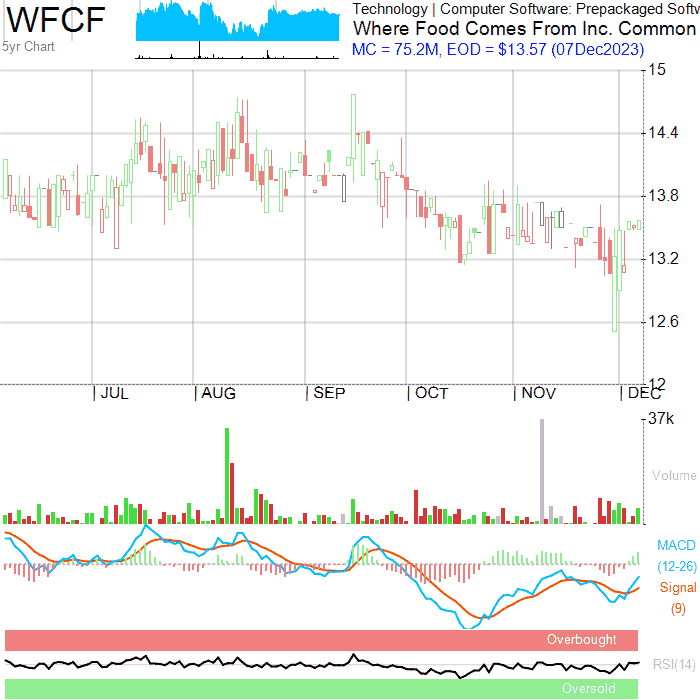 WFCF
5yr Chart
Technology | Computer Software: Prepackaged Softw
Where Food Comes From Inc. Common
MC = 75.2M, EOD = $13.57 (07Dec2023)
15
14.4
13.8
13.2
12.6
12
JUL AUG SEP OCT NOV DEC
37k
Volume
MACD
(12-26)
Signal
(9)
Overbought
RSI(14)
Oversold